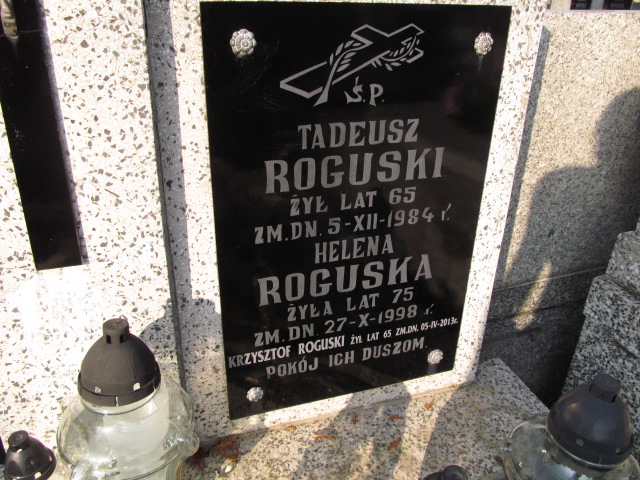 Ś.P.
TADEUSZ
ROGUSKI
ŻYŁ LAT 65
ZM.DN. 5-XII-1984 r.
HELENA
ROGUSKA
ŻYŁA LAT 75
ZM.DN 27-X-1998 r.
KRZYSZTOF ROGUSKI ŻYŁ LAT 65 ZM.DN. 05-IV-2013r.
POKÓJ ICH DUSZOM.